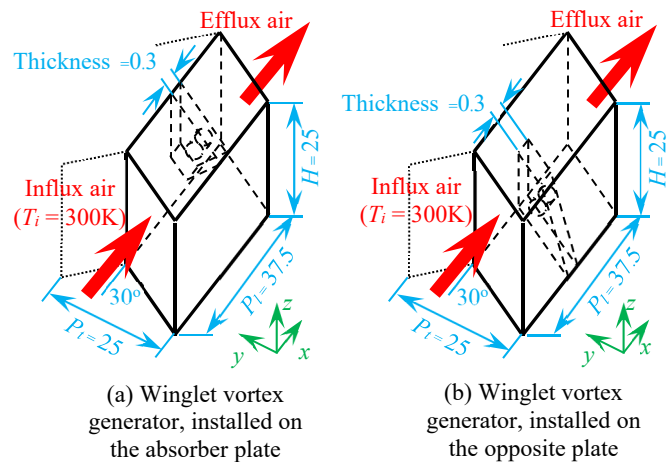 Efflux air
Thickness =0.3
Influx air
(Ti = 300K)
H = 25
30o
Pl = 37.5
Pt = 25
z
y
x
(a) Winglet vortex
generator, installed on
the absorber plate
Efflux air
Thickness =0.3
Influx air
(Ti = 300K)
H = 25
30o
Pl = 37.5
Pt = 25
z
y
x
(b) Winglet vortex
generator, installed on
the opposite plate